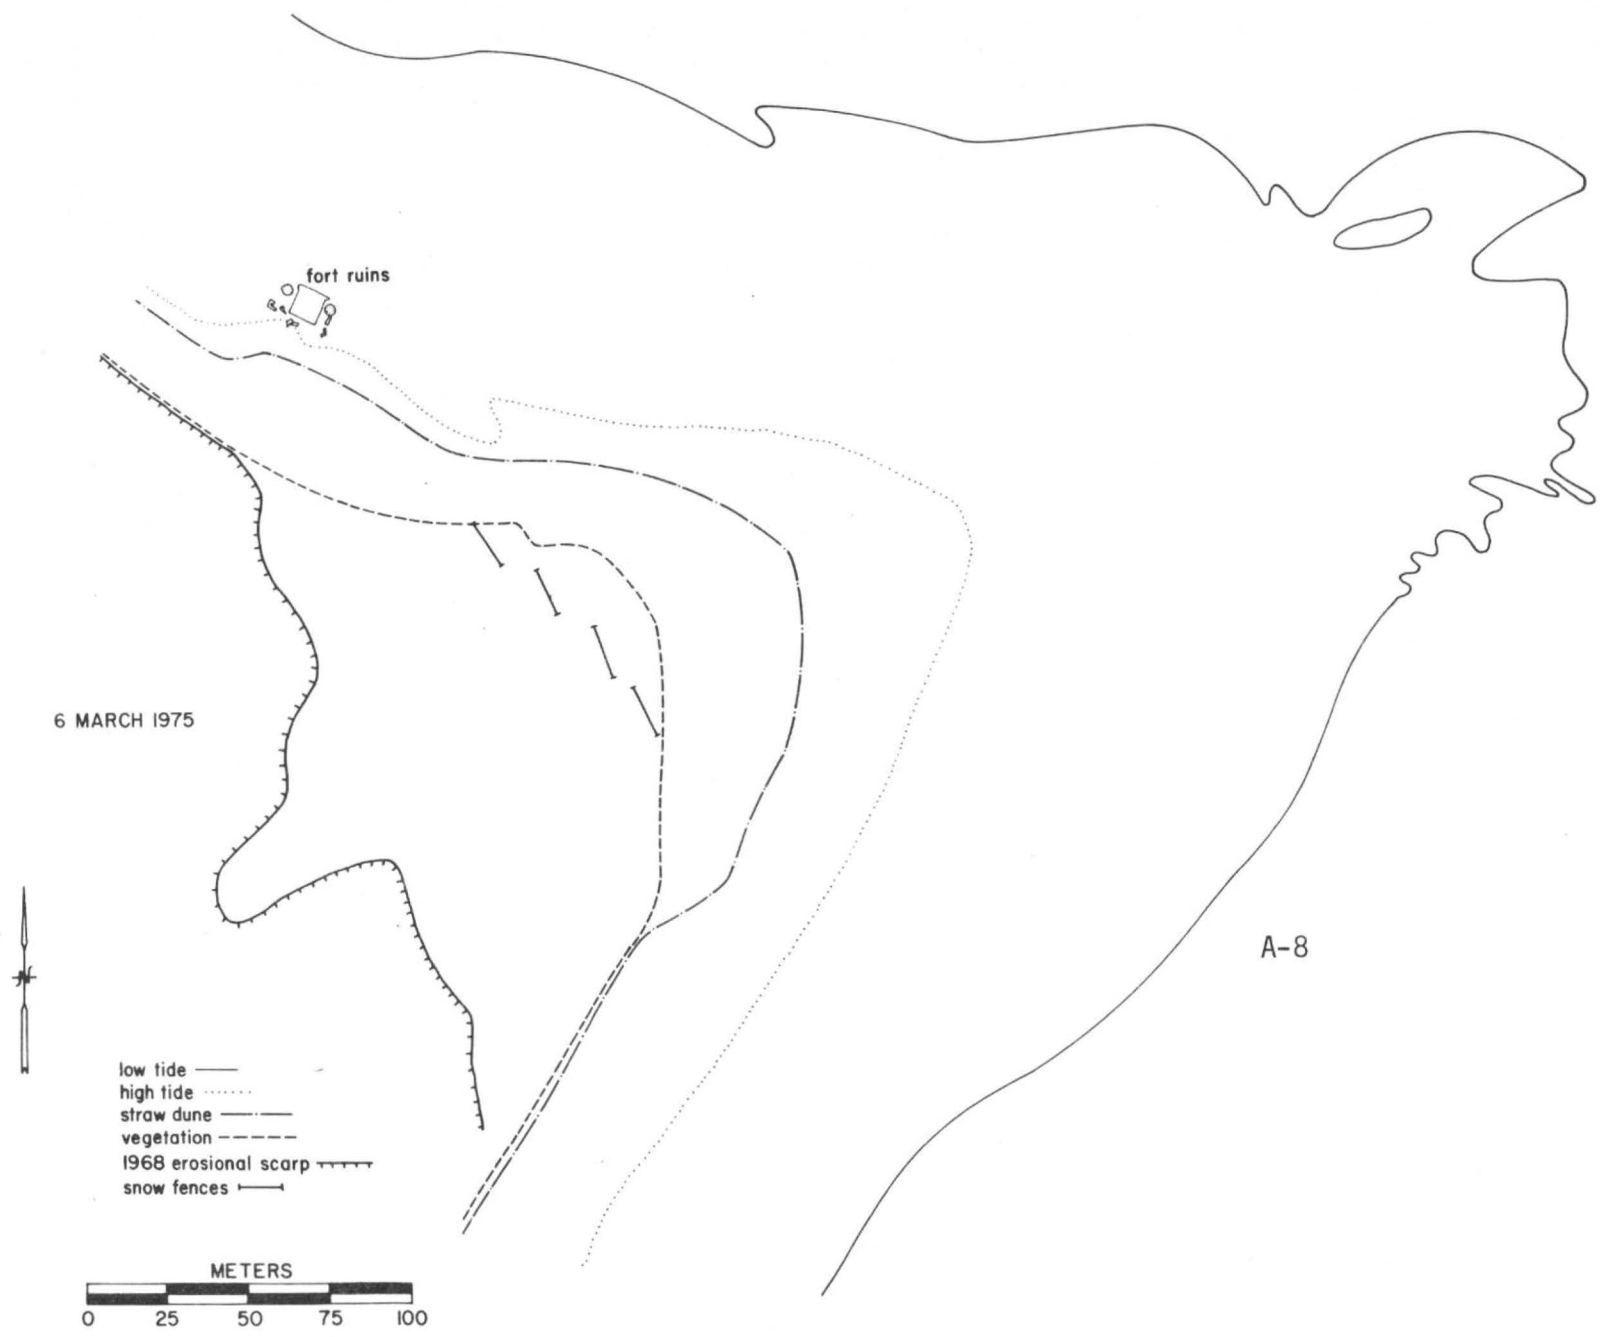 fort ruins
6 MARCH 1975
A-8
N
low tide
high tide
straw dune
vegetation
1968 erosional scarp
snow fences
METERS
0 25 50 75 100